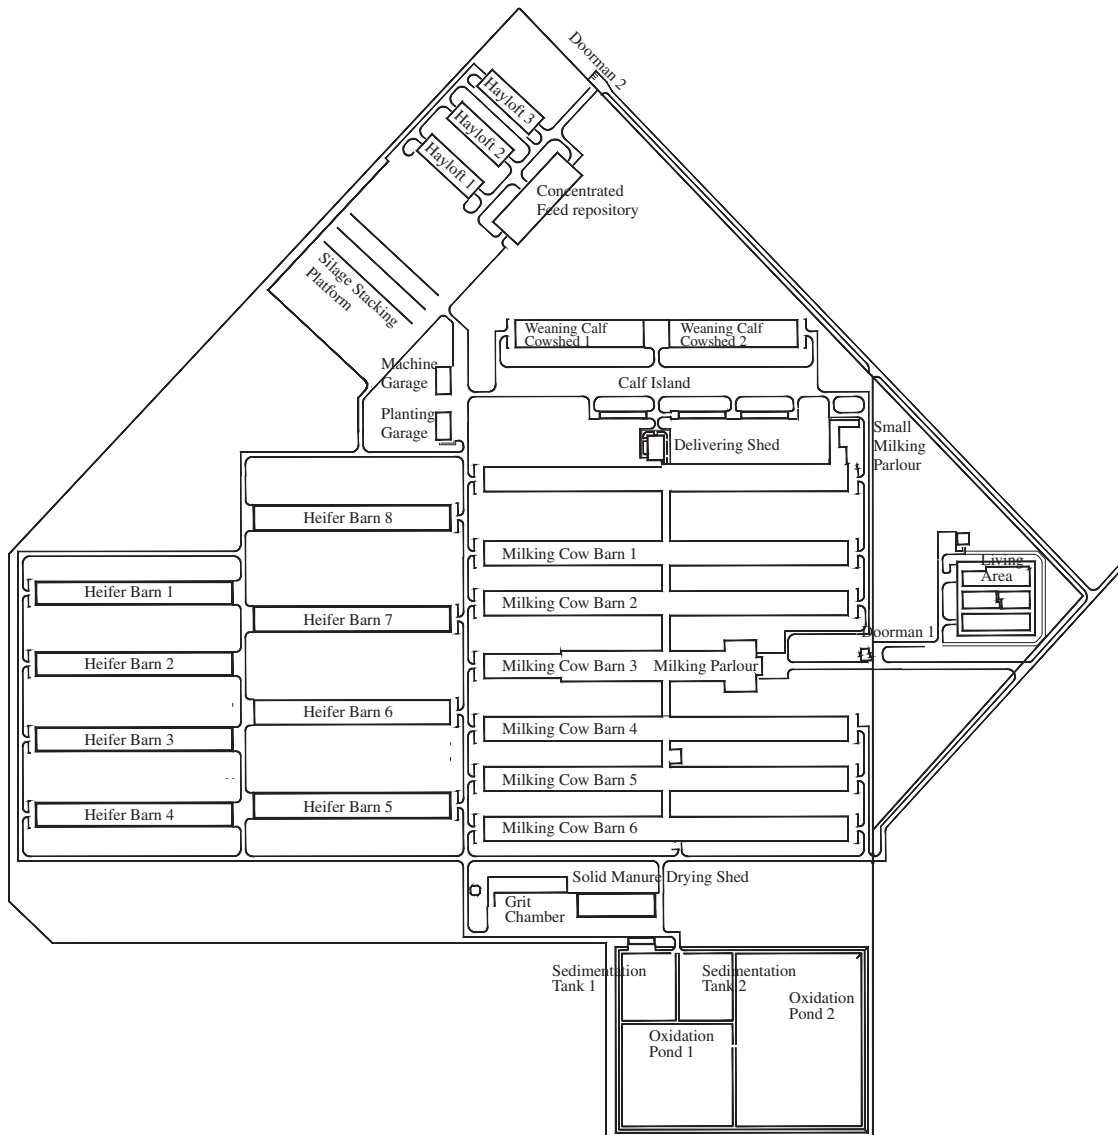 Doorman 2
Hayloft 3
Hayloft 2
Hayloft 1
Concentrated
Feed repository
Silage Stacking
Platform
Weaning Calf
Cowshed 1
Weaning Calf
Cowshed 2
Machine
Garage
Calf Island
Planting
Garage
Delivering Shed
Small
Milking
Parlour
Heifer Barn 8
Milking Cow Barn 1
Living
Area
Heifer Barn 1
Milking Cow Barn 2
Heifer Barn 7
Doorman 1
Heifer Barn 2
Milking Cow Barn 3
Milking Parlour
Heifer Barn 6
Milking Cow Barn 4
Heifer Barn 3
Milking Cow Barn 5
Heifer Barn 5
Heifer Barn 4
Milking Cow Barn 6
Solid Manure Drying Shed
Grit
Chamber
Sedimentation
Tank 1
Sedimentation
Tank 2
Oxidation
Pond 2
Oxidation
Pond 1